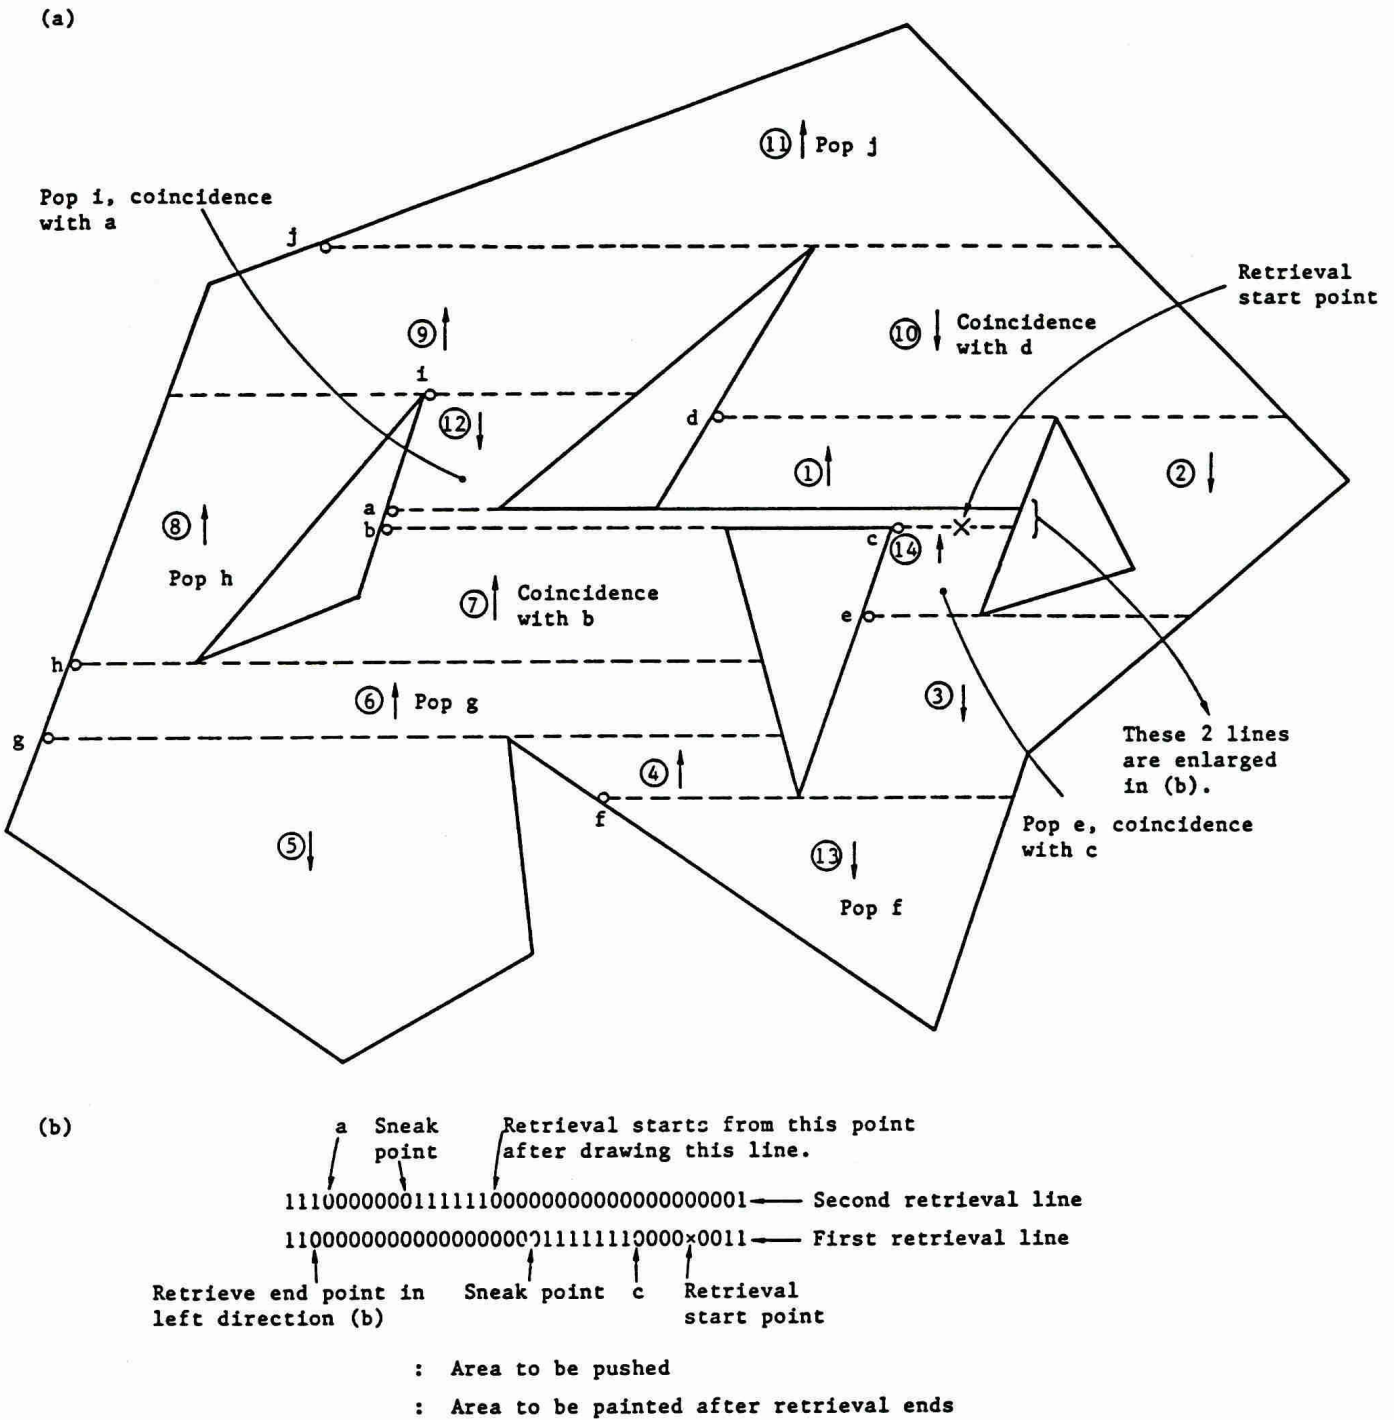 (a)
⑪ Pop j
Pop i, coincidence
with a
j
Retrieval
start point
⑨
⑩ Coincidence
with d
i
⑫
d
①
②
a
b
c
⑧
⑭
Pop h
⑦ Coincidence
with b
e
h
⑥ Pop g
③
g
These 2 lines
are enlarged
in (b).
④
f
Pop e, coincidence
with c
⑤
⑬
Pop f
(b)
a Sneak
point
Retrieval starts from this point
after drawing this line.
Second retrieval line
First retrieval line
Retrieve end point in
left direction (b)
Sneak point
c
Retrieval
start point
: Area to be pushed
: Area to be painted after retrieval ends